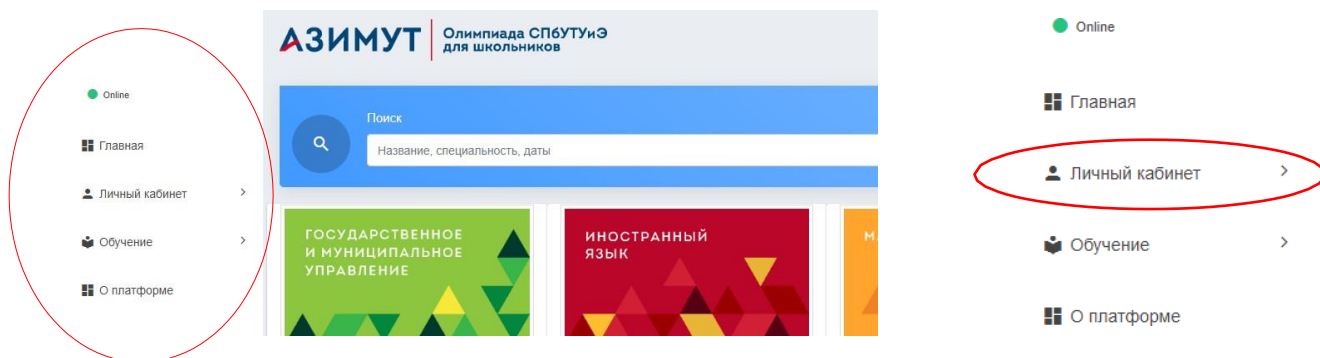 АЗИМУТ
Олимпиада СПбУТУиЭ
для школьников
Online
Главная
Личный кабинет
Обучение
О платформе
Поиск
Название, специальность, даты
ГОСУДАРСТВЕННОЕ
И МУНИЦИПАЛЬНОЕ
УПРАВЛЕНИЕ
ИНОСТРАННЫЙ
ЯЗЫК
Online
Главная
Личный кабинет
Обучение
О платформе